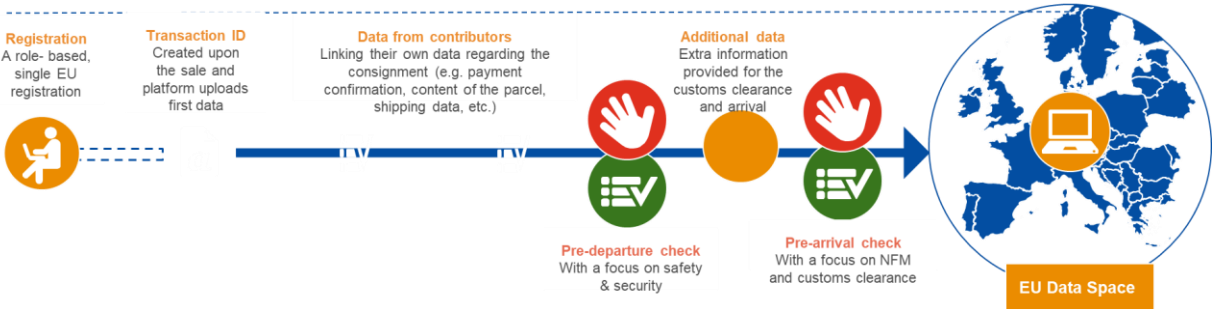 Registration
A role- based,
single EU
registration
Transaction ID
Created upon
the sale and
platform uploads
first data
Data from contributors
Linking their own data regarding the
consignment (e.g. payment
confirmation, content of the parcel,
shipping data, etc.)
Additional data
Extra information
provided for the
customs clearance
and arrival
Pre-departure check
With a focus on safety
& security
Pre-arrival check
With a focus on NFM
and customs clearance
EU Data Space